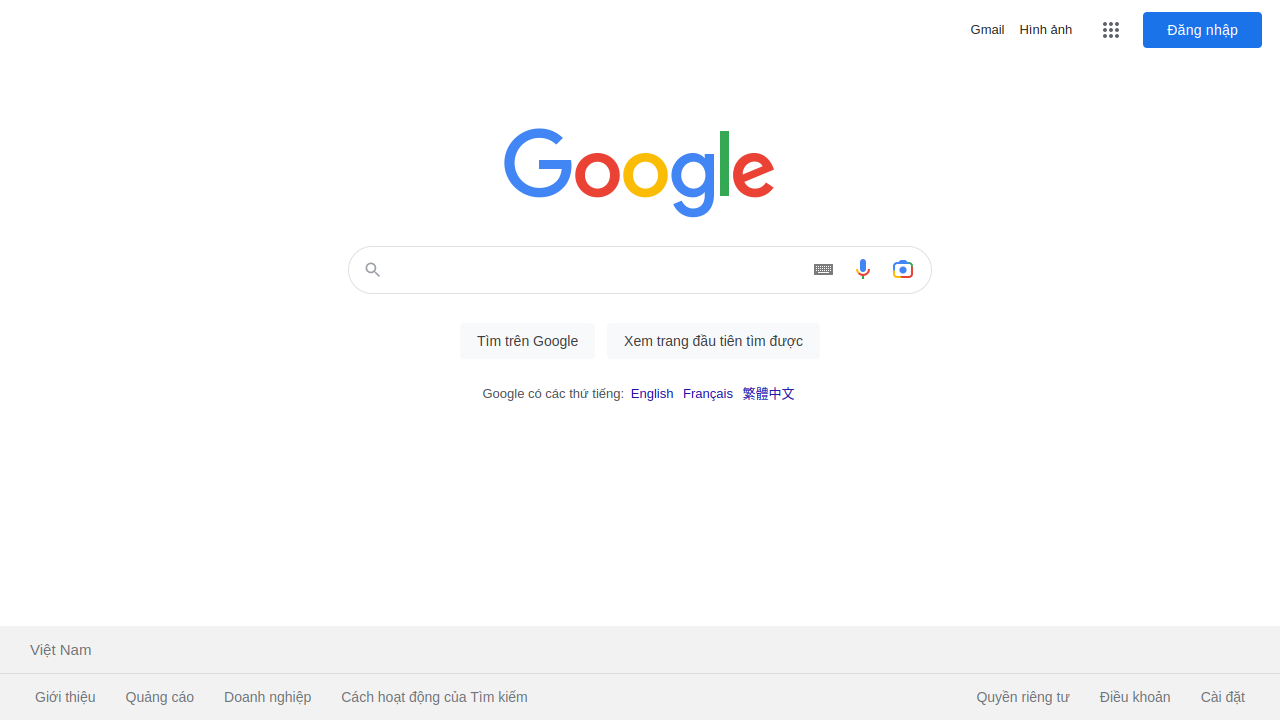 Gmail Hình ảnh Đăng nhập
Google
Tìm trên Google Xem trang đầu tiên tìm được
Google có các thứ tiếng: English Français 繁體中文
Việt Nam
Giới thiệu Quảng cáo Doanh nghiệp Cách hoạt động của Tìm kiếm Quyền riêng tư Điều khoản Cài đặt